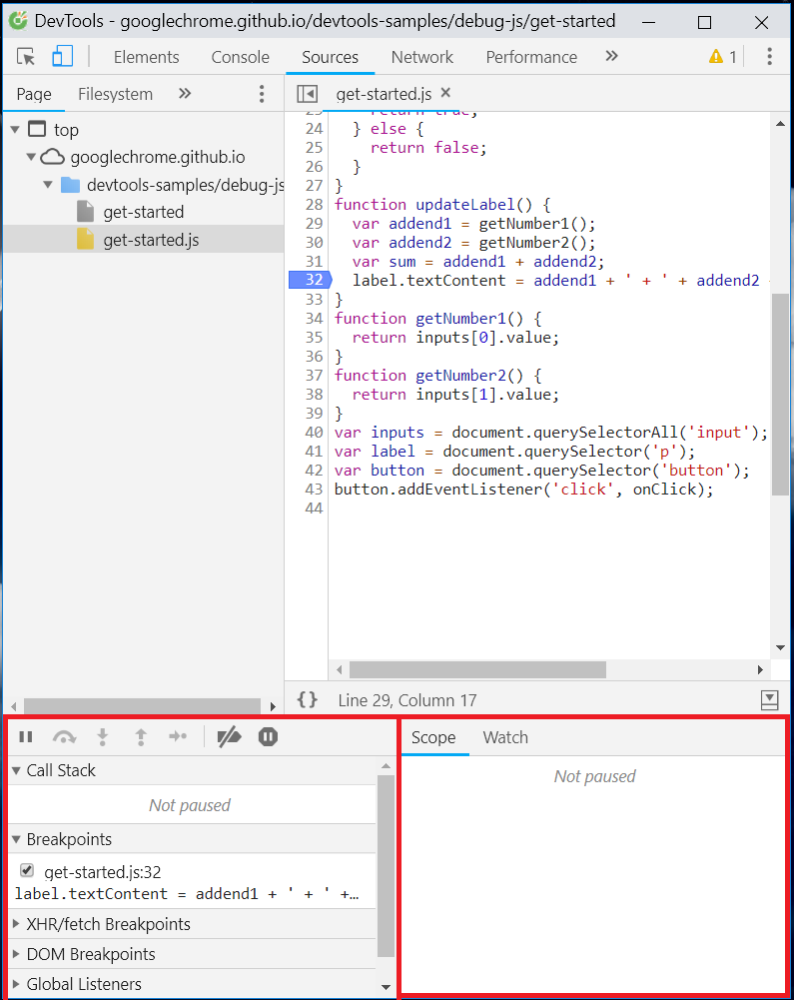 DevTools - googlechrome.github.io/devtools-samples/debug-js/get-started
Elements Console Sources Network Performance » 1
Page Filesystem »
get-started.js ×
top
googlechrome.github.io
devtools-samples/debug-js
get-started
get-started.js
23 return true;
24 } else {
25 return false;
26 }
27 }
28 function updateLabel() {
29 var addend1 = getNumber1();
30 var addend2 = getNumber2();
31 var sum = addend1 + addend2;
32 label.textContent = addend1 + ' + ' + addend2
33 }
34 function getNumber1() {
35 return inputs[0].value;
36 }
37 function getNumber2() {
38 return inputs[1].value;
39 }
40 var inputs = document.querySelectorAll('input');
41 var label = document.querySelector('p');
42 var button = document.querySelector('button');
43 button.addEventListener('click', onClick);
44
{} Line 29, Column 17
Call Stack
Not paused
Breakpoints
get-started.js:32
label.textContent = addend1 + ' + ' +…
XHR/fetch Breakpoints
DOM Breakpoints
Global Listeners
Scope Watch
Not paused